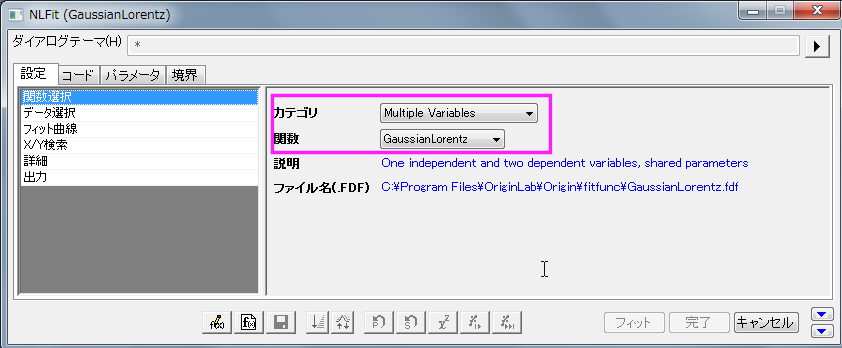 NLFit (GaussianLorentz)
ダイアログテーマ(H) *
設定 コード パラメータ 境界
関数選択
データ選択
フィット曲線
X/Y検索
詳細
出力
カテゴリ Multiple Variables
関数 GaussianLorentz
説明 One independent and two dependent variables, shared parameters
ファイル名(.FDF) C:¥Program Files¥OriginLab¥Origin¥fitfunc¥GaussianLorentz.fdf
フィット 完了 キャンセル